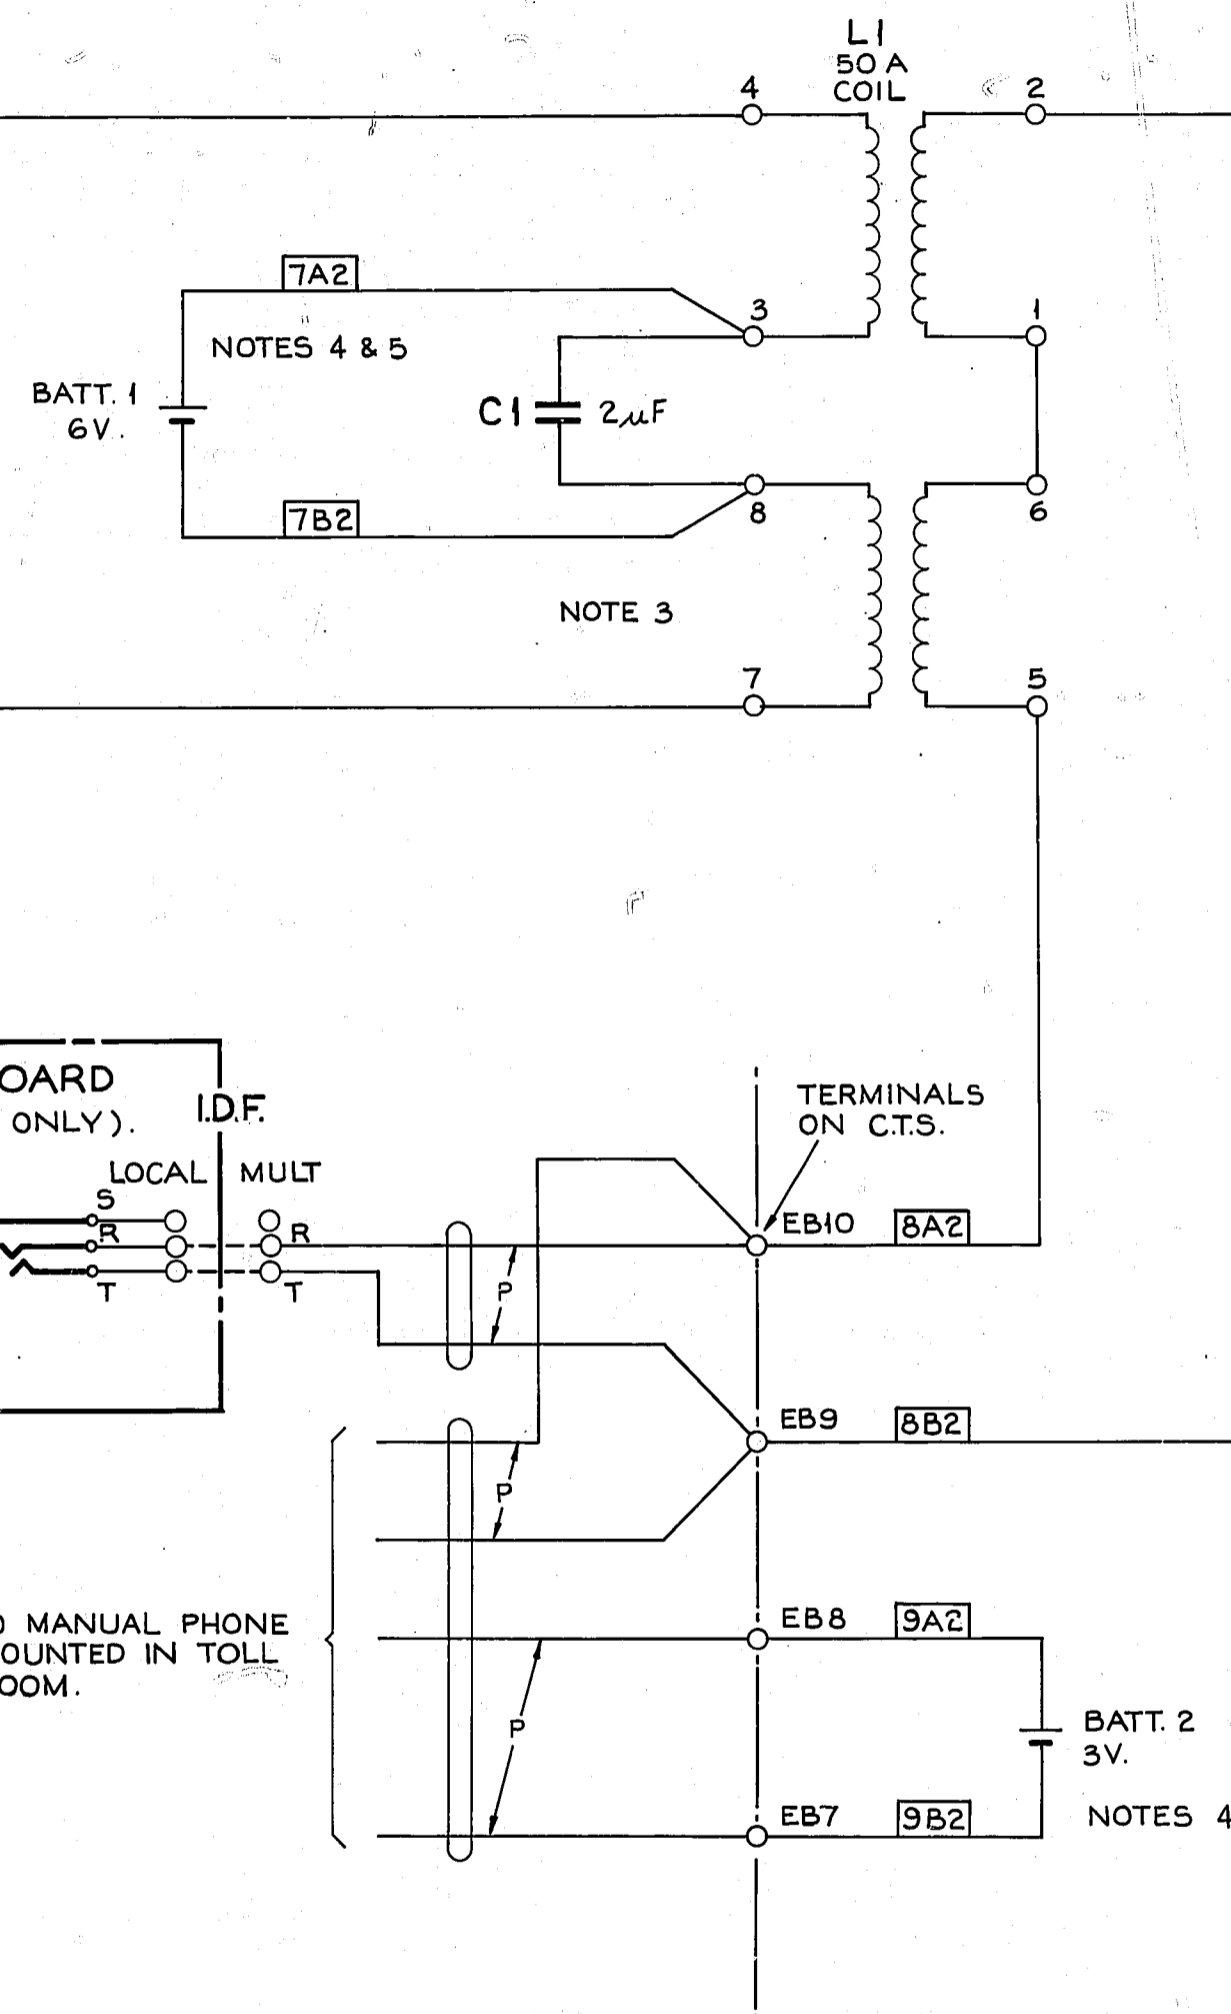 L1
50 A
COIL
4
2
7A2
3
1
NOTES 4 & 5
BATT. 1
6V.
C1
2µF
7B2
8
6
NOTE 3
7
5
OARD
ONLY).
I.D.F.
TERMINALS
ON C.T.S.
LOCAL
MULT
S
R
R
T
T
EB10
8A2
P
EB9
8B2
P
MANUAL PHONE
OUNTED IN TOLL
OOM.
EB8
9A2
P
BATT. 2
3V.
EB7
9B2
NOTES 4